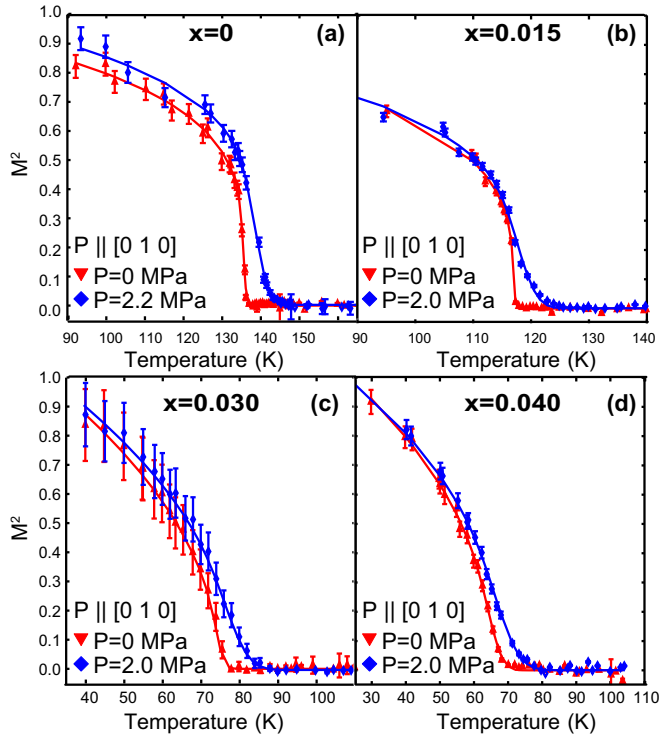 x=0
(a)
1.0
0.9
0.8
0.7
0.6
0.5
0.4
0.3
0.2
0.1
0.0
M²
P || [0 1 0]
P=0 MPa
P=2.2 MPa
90 100 110 120 130 140 150 160
Temperature (K)
x=0.015
(b)
P || [0 1 0]
P=0 MPa
P=2.0 MPa
90 100 110 120 130 140
Temperature (K)
x=0.030
(c)
1.0
0.9
0.8
0.7
0.6
0.5
0.4
0.3
0.2
0.1
0.0
M²
P || [0 1 0]
P=0 MPa
P=2.0 MPa
40 50 60 70 80 90 100
Temperature (K)
x=0.040
(d)
P || [0 1 0]
P=0 MPa
P=2.0 MPa
30 40 50 60 70 80 90 100 110
Temperature (K)